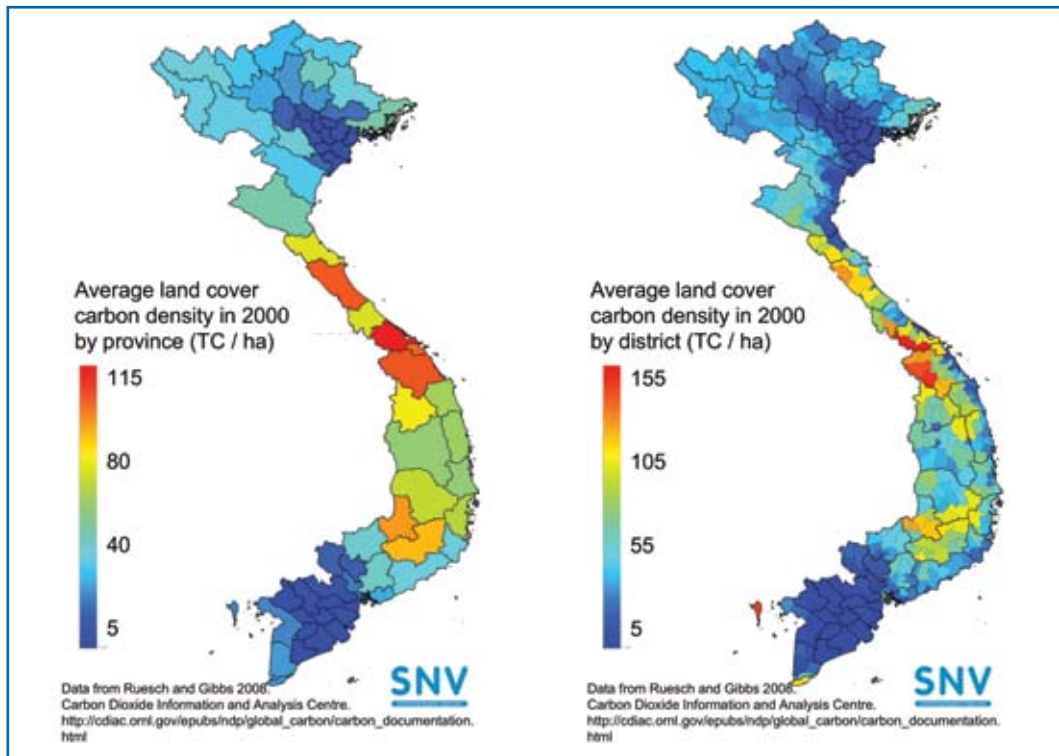 Average land cover
carbon density in 2000
by province (TC / ha)
115
80
40
5
Data from Ruesch and Gibbs 2008.
Carbon Dioxide Information and Analysis Centre.
http://cdiac.ornl.gov/epubs/ndp/global_carbon/carbon_documentation.
html
SNV
Average land cover
carbon density in 2000
by district (TC / ha)
155
105
55
5
Data from Ruesch and Gibbs 2008.
Carbon Dioxide Information and Analysis Centre.
http://cdiac.ornl.gov/epubs/ndp/global_carbon/carbon_documentation.
html
SNV